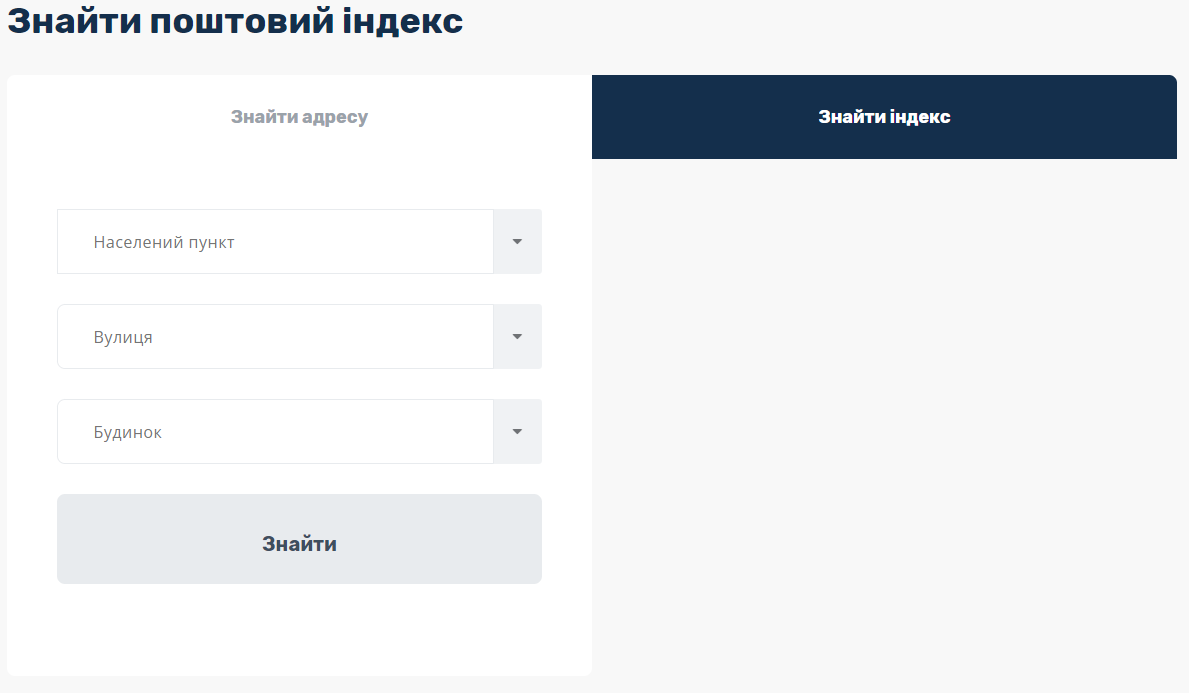 Знайти поштовий індекс
Знайти адресу
Знайти індекс
Населений пункт
Вулиця
Будинок
Знайти